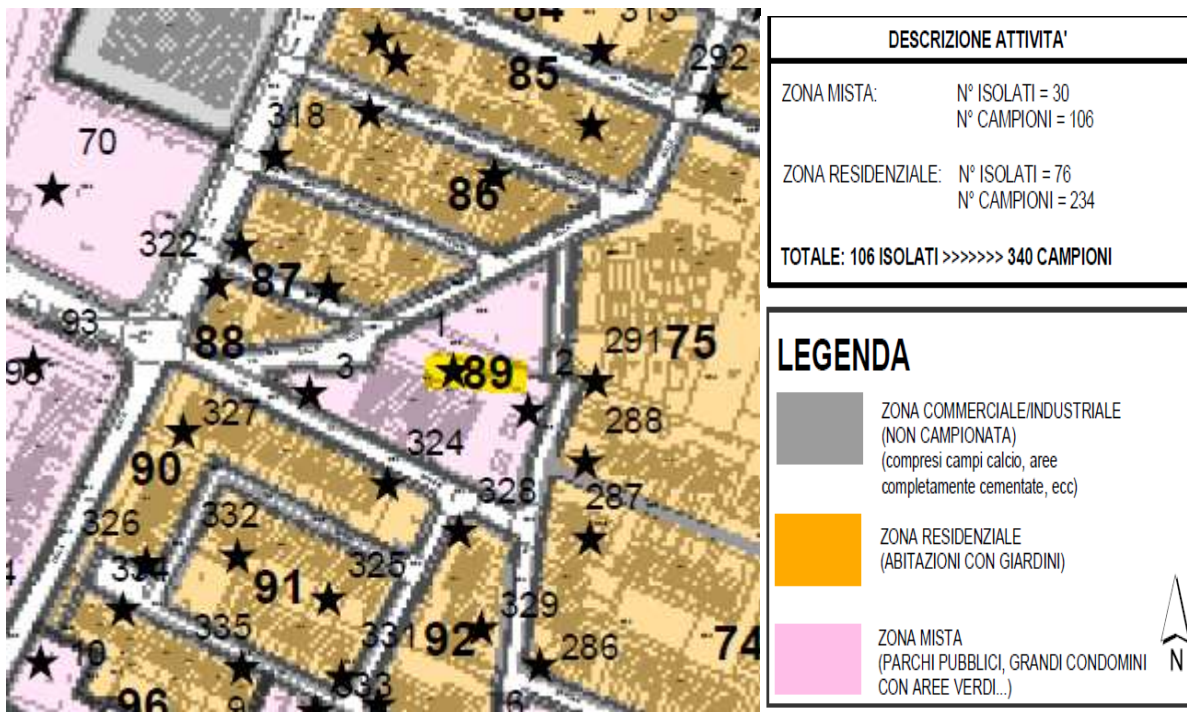 84
313
85
292
318
70
86
322
87
93
1
88
3
89
2
291
75
327
288
324
90
328
287
326
332
325
334
91
329
335
331
92
286
74
10
333
96
9
6
DESCRIZIONE ATTIVITA'
ZONA MISTA: N° ISOLATI = 30
N° CAMPIONI = 106
ZONA RESIDENZIALE: N° ISOLATI = 76
N° CAMPIONI = 234
TOTALE: 106 ISOLATI >>>>>>> 340 CAMPIONI
LEGENDA
ZONA COMMERCIALE/INDUSTRIALE
(NON CAMPIONATA)
(compresi campi calcio, aree
completamente cementate, ecc)
ZONA RESIDENZIALE
(ABITAZIONI CON GIARDINI)
ZONA MISTA
(PARCHI PUBBLICI, GRANDI CONDOMINI
CON AREE VERDI...)
N